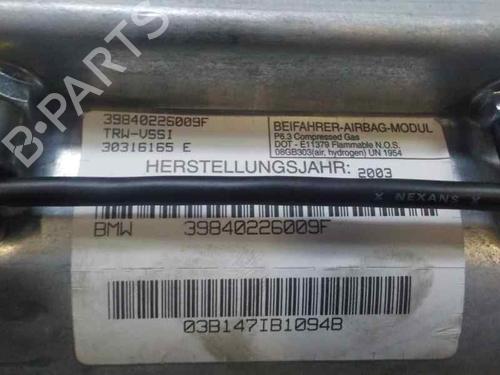 39840226009F
TRW-VSSI
30316165 E
BEIFAHRER-AIRBAG-MODUL
P6.3 Compressed Gas
DOT - E11379 Flammable N.O.S.
08GB303(air, hydrogen) UN 1954
HERSTELLUNGSJAHR: 2003
X NEXANS X
BMW 39840226009F
03B147IB1094B
B-PARTS